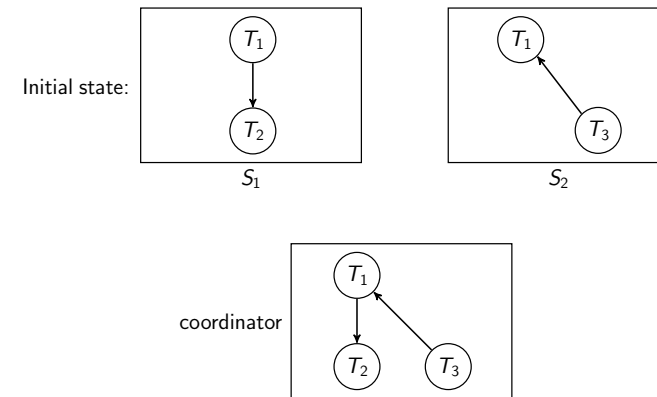 T1 T1
Initial state:
T2 T3
S1 S2
T1
coordinator
T2 T3